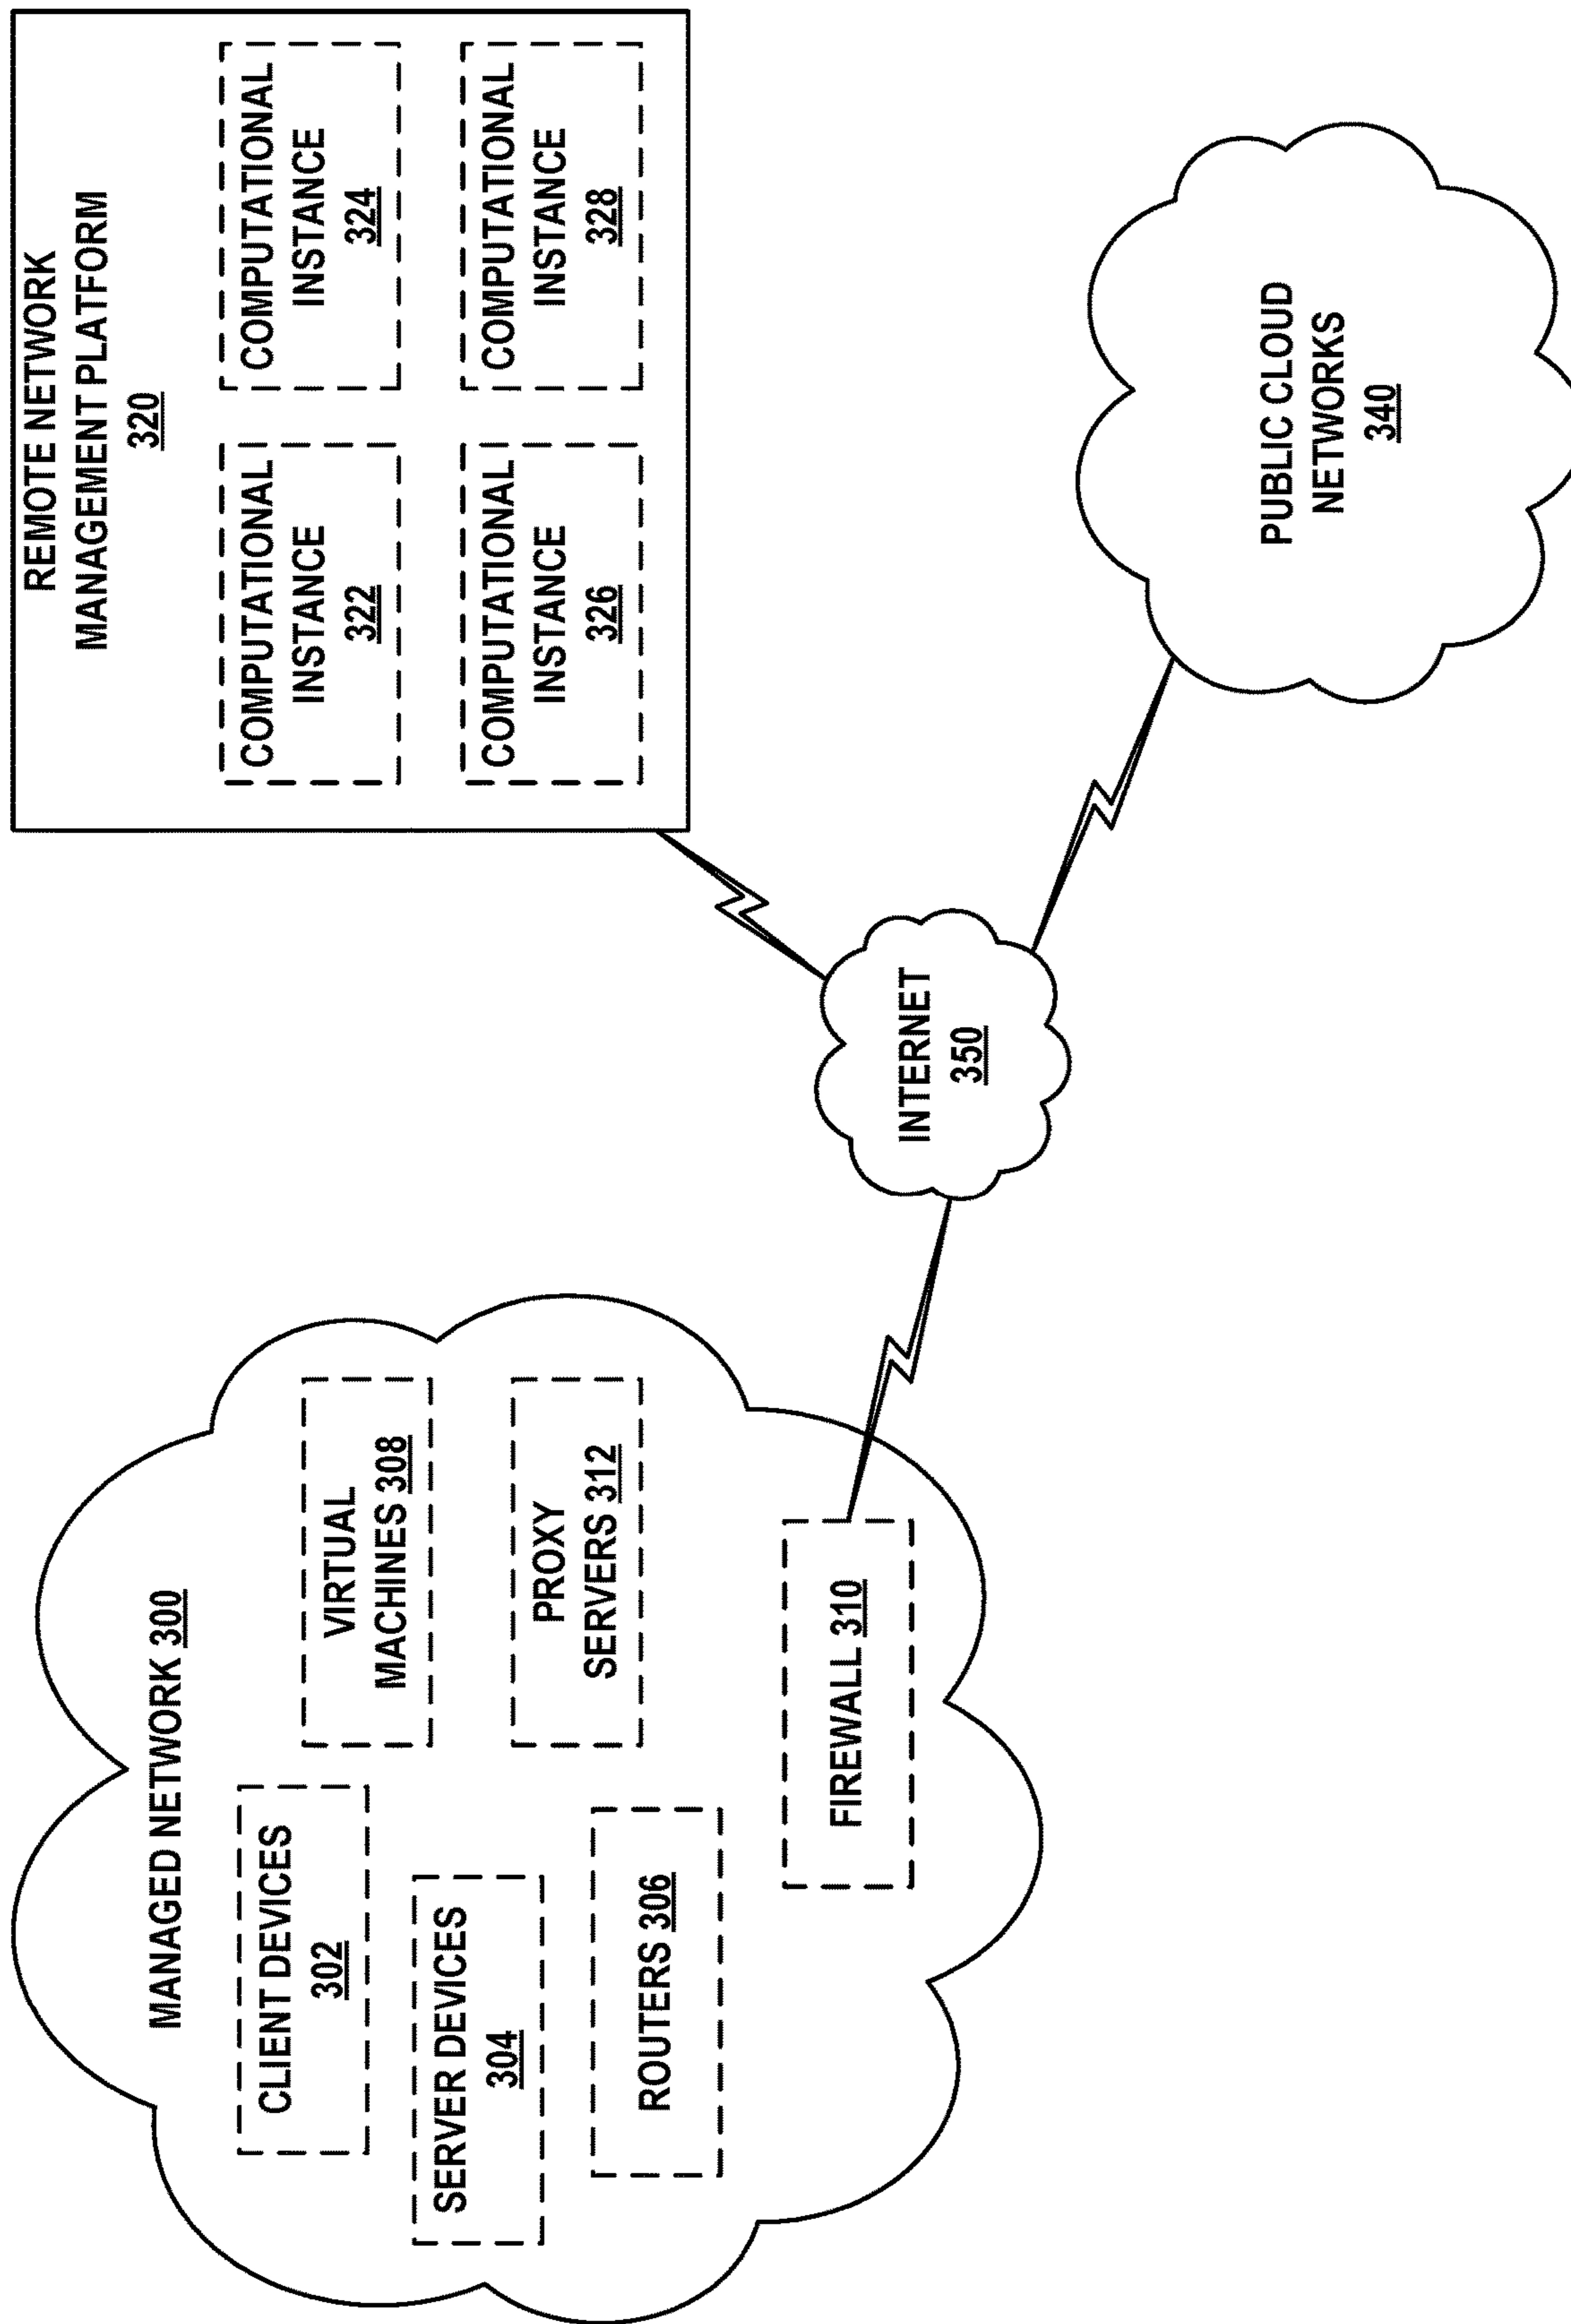 MANAGED NETWORK 300
CLIENT DEVICES
302
SERVER DEVICES
304
ROUTERS 306
VIRTUAL
MACHINES 308
PROXY
SERVERS 312
FIREWALL 310
INTERNET
350
REMOTE NETWORK
MANAGEMENT PLATFORM
320
COMPUTATIONAL
INSTANCE
322
COMPUTATIONAL
INSTANCE
324
COMPUTATIONAL
INSTANCE
326
COMPUTATIONAL
INSTANCE
328
PUBLIC CLOUD
NETWORKS
340